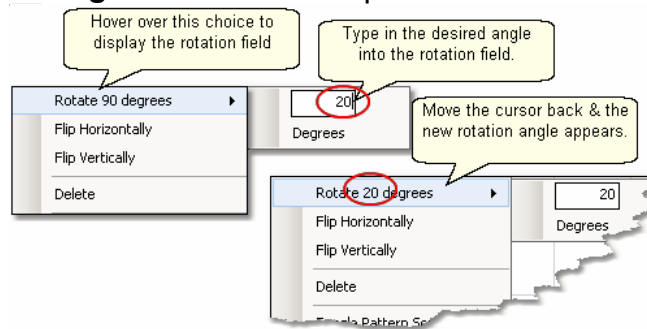 Hover over this choice to
display the rotation field
Type in the desired angle
into the rotation field.
Rotate 90 degrees
20
Degrees
Flip Horizontally
Flip Vertically
Delete
Move the cursor back & the
new rotation angle appears.
Rotate 20 degrees
20
Degrees
Flip Horizontally
Flip Vertically
Delete
Pattern